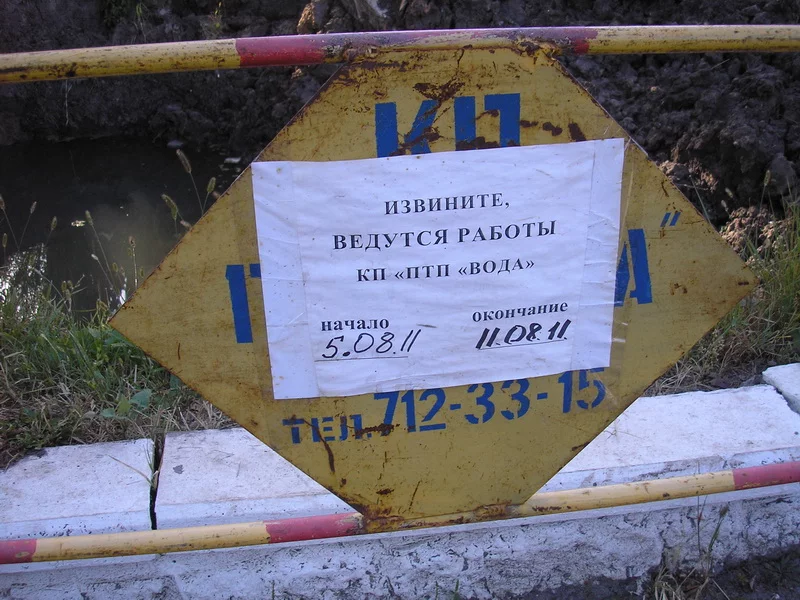 КП
ИЗВИНИТЕ,
ВЕДУТСЯ РАБОТЫ
КП «ПТП «ВОДА»
начало окончание
5.08.11 11.08.11
ТЕЛ. 712-33-15